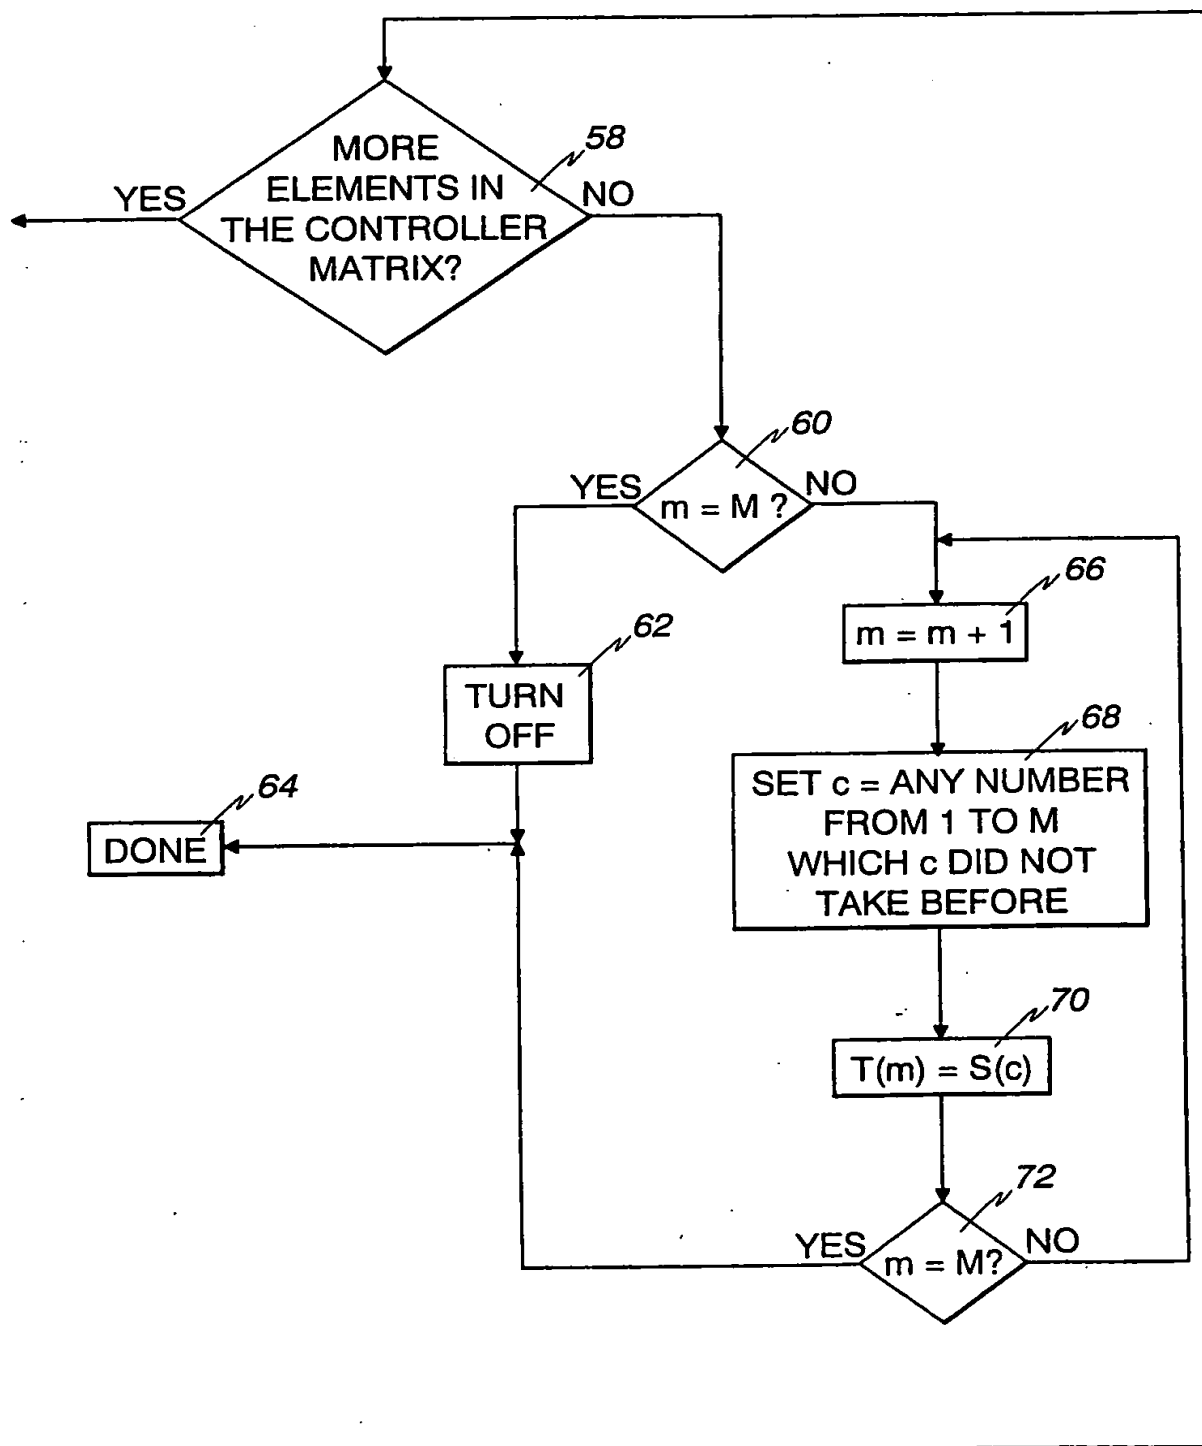 MORE
ELEMENTS IN
THE CONTROLLER
MATRIX?
58
YES
NO
60
YES
m = M ?
NO
66
m = m + 1
62
TURN
OFF
68
SET c = ANY NUMBER
FROM 1 TO M
WHICH c DID NOT
TAKE BEFORE
64
DONE
70
T(m) = S(c)
72
YES
m = M?
NO